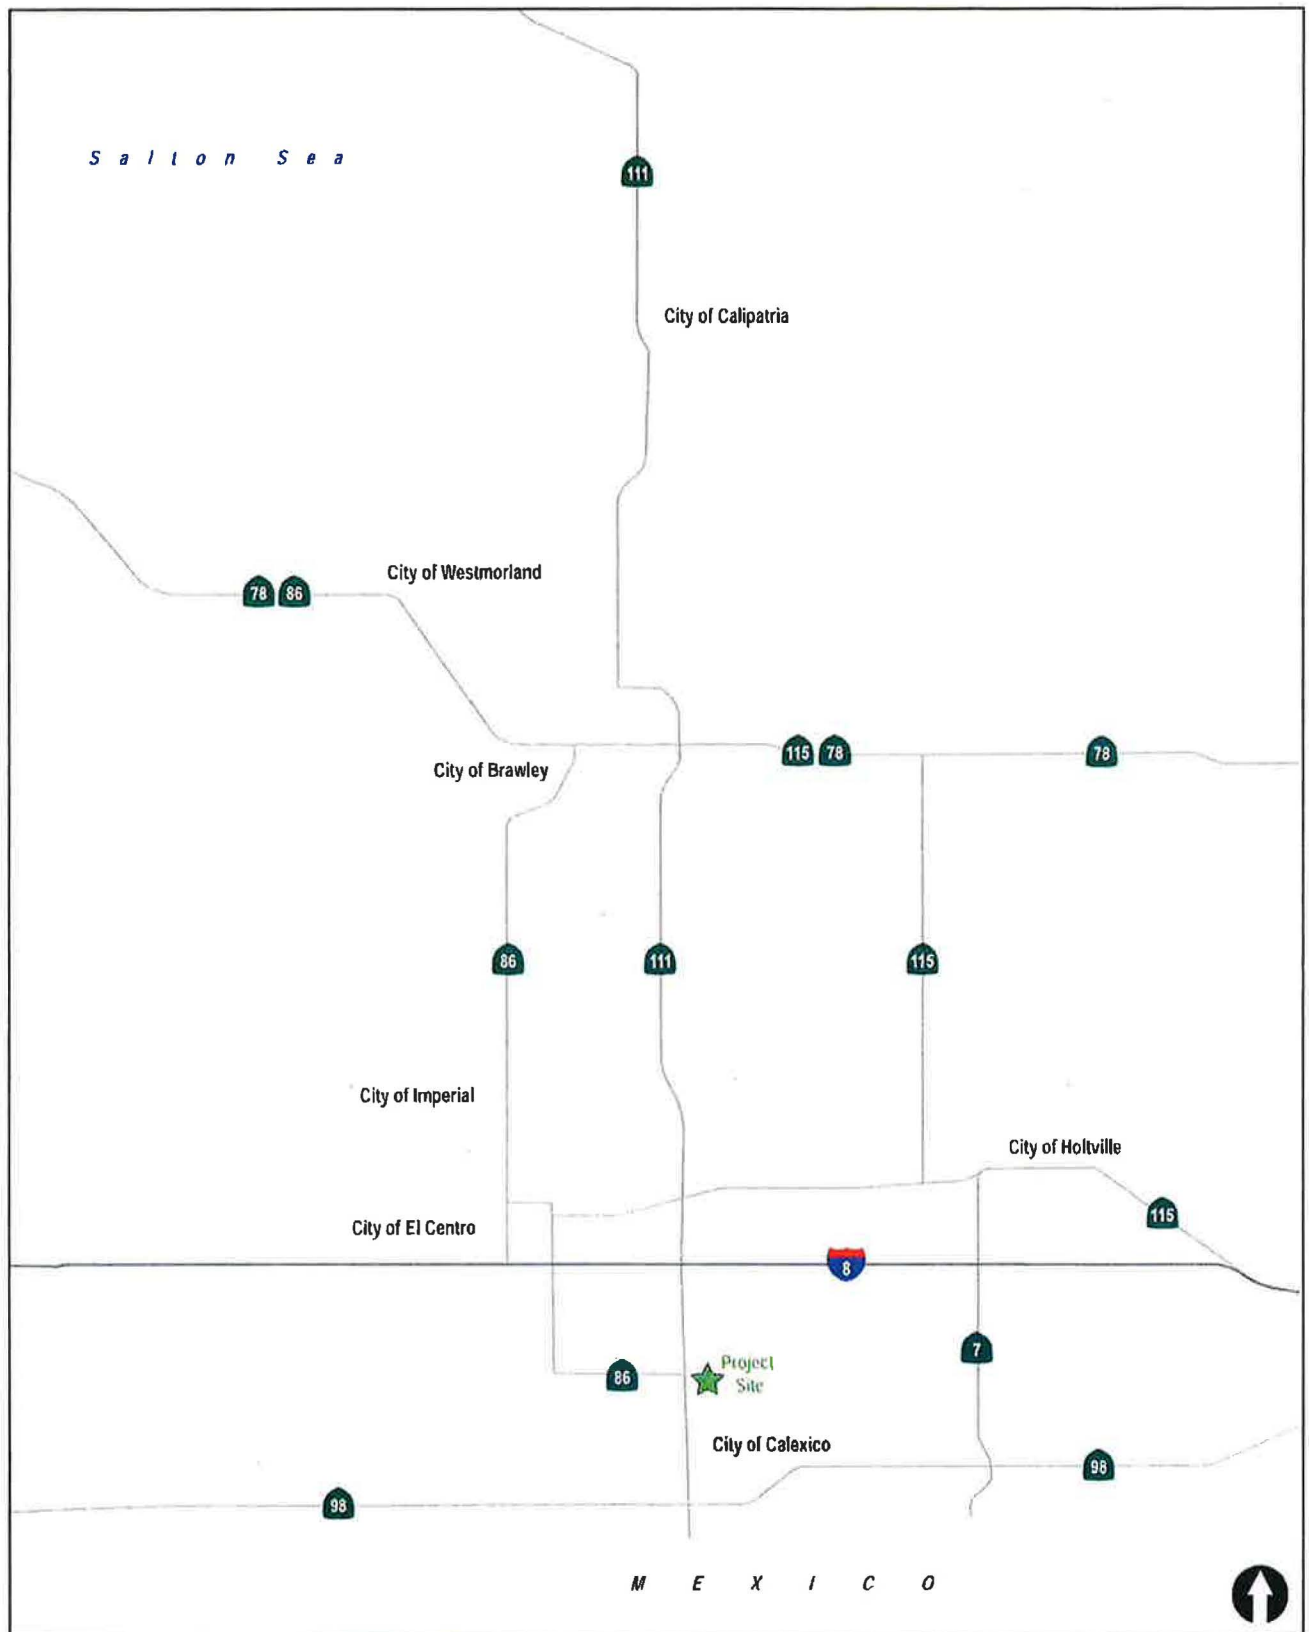 Salton Sea
111
City of Calipatria
City of Westmorland
78 86
115 78
78
City of Brawley
86
111
115
City of Imperial
City of Holtville
115
City of El Centro
8
7
Project
Site
86
City of Calexico
98
98
MEXICO